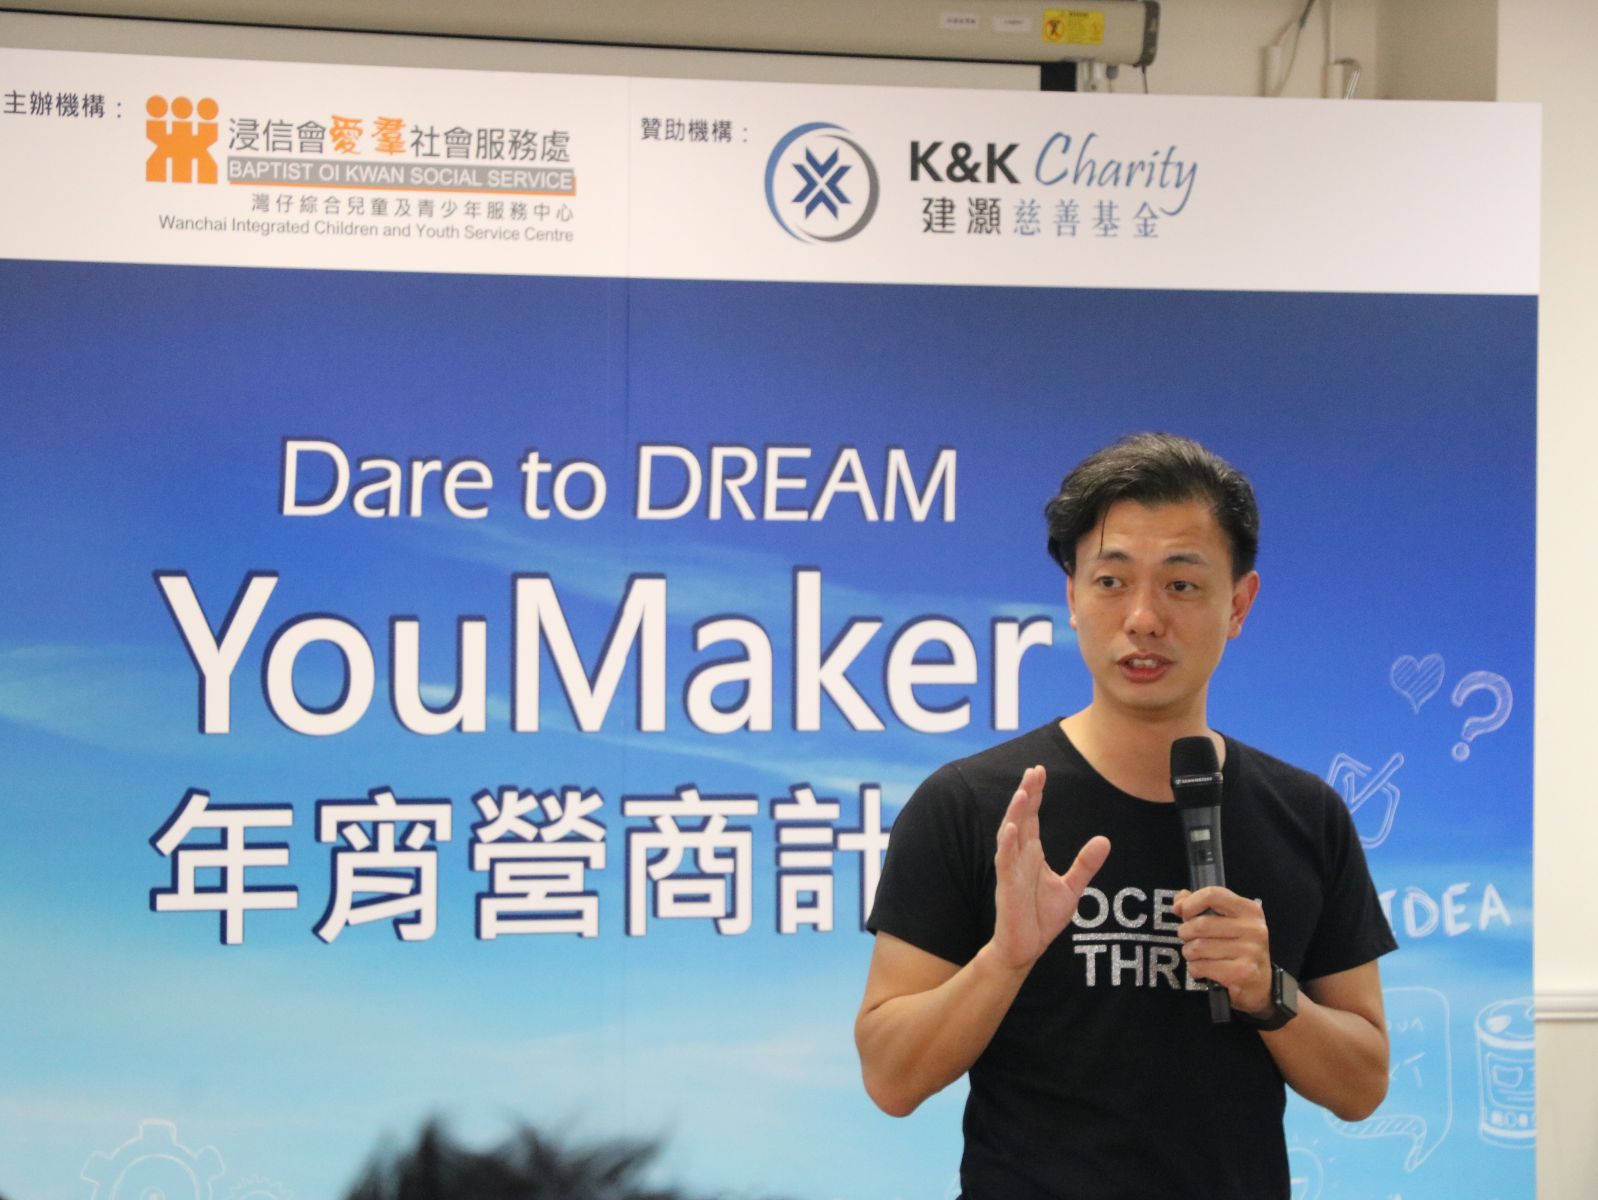 主辦機構：
浸信會愛羣社會服務處
BAPTIST OI KWAN SOCIAL SERVICE
灣仔綜合兒童及青少年服務中心
Wanchai Integrated Children and Youth Service Centre
贊助機構：
K&K Charity
建灝慈善基金
Dare to DREAM
YouMaker
年宵營商計
OCE
THRE
?
IDEA